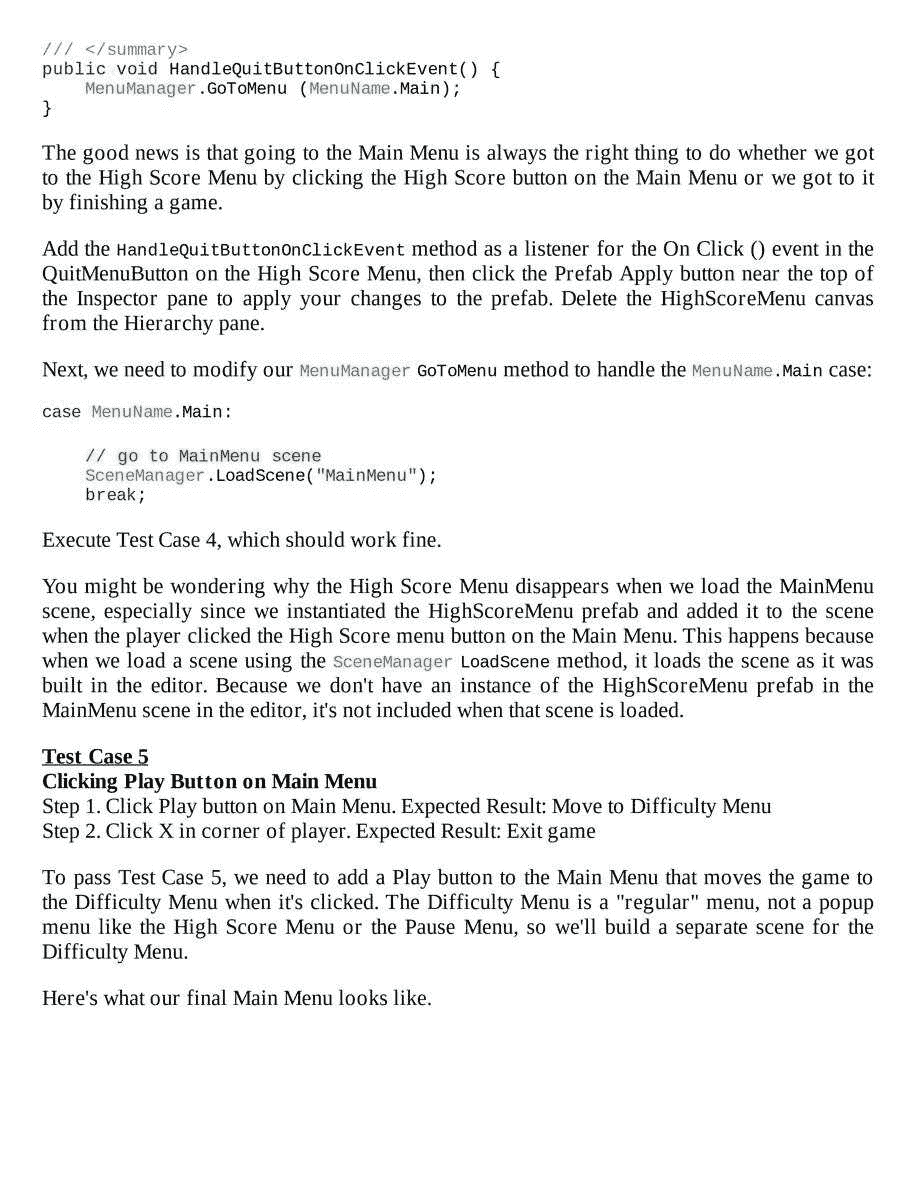 /// </summary>
public void HandleQuitButtonOnClickEvent() {
    MenuManager.GoToMenu (MenuName.Main);
}
The good news is that going to the Main Menu is always the right thing to do whether we got
to the High Score Menu by clicking the High Score button on the Main Menu or we got to it
by finishing a game.
Add the HandleQuitButtonOnClickEvent method as a listener for the On Click () event in the
QuitMenuButton on the High Score Menu, then click the Prefab Apply button near the top of
the Inspector pane to apply your changes to the prefab. Delete the HighScoreMenu canvas
from the Hierarchy pane.
Next, we need to modify our MenuManager GoToMenu method to handle the MenuName.Main case:
case MenuName.Main:
    // go to MainMenu scene
    SceneManager.LoadScene("MainMenu");
    break;
Execute Test Case 4, which should work fine.
You might be wondering why the High Score Menu disappears when we load the MainMenu
scene, especially since we instantiated the HighScoreMenu prefab and added it to the scene
when the player clicked the High Score menu button on the Main Menu. This happens because
when we load a scene using the SceneManager LoadScene method, it loads the scene as it was
built in the editor. Because we don't have an instance of the HighScoreMenu prefab in the
MainMenu scene in the editor, it's not included when that scene is loaded.
Test Case 5
Clicking Play Button on Main Menu
Step 1. Click Play button on Main Menu. Expected Result: Move to Difficulty Menu
Step 2. Click X in corner of player. Expected Result: Exit game
To pass Test Case 5, we need to add a Play button to the Main Menu that moves the game to
the Difficulty Menu when it's clicked. The Difficulty Menu is a "regular" menu, not a popup
menu like the High Score Menu or the Pause Menu, so we'll build a separate scene for the
Difficulty Menu.
Here's what our final Main Menu looks like.